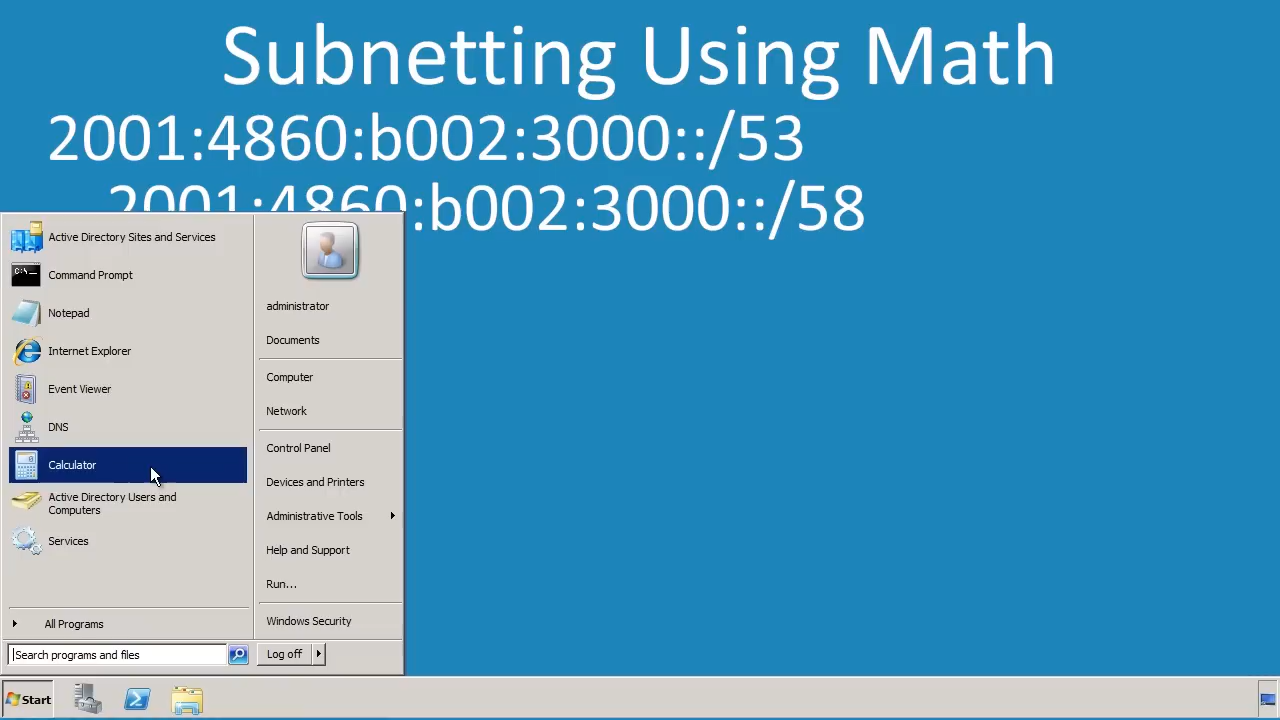 Subnetting Using Math
2001:4860:b002:3000::/53
2001:4860:b002:3000::/58
Active Directory Sites and Services
Command Prompt
Notepad
Internet Explorer
Event Viewer
DNS
Calculator
Active Directory Users and
Computers
Services
All Programs
Search programs and files
administrator
Documents
Computer
Network
Control Panel
Devices and Printers
Administrative Tools
Help and Support
Run...
Windows Security
Log off
Start